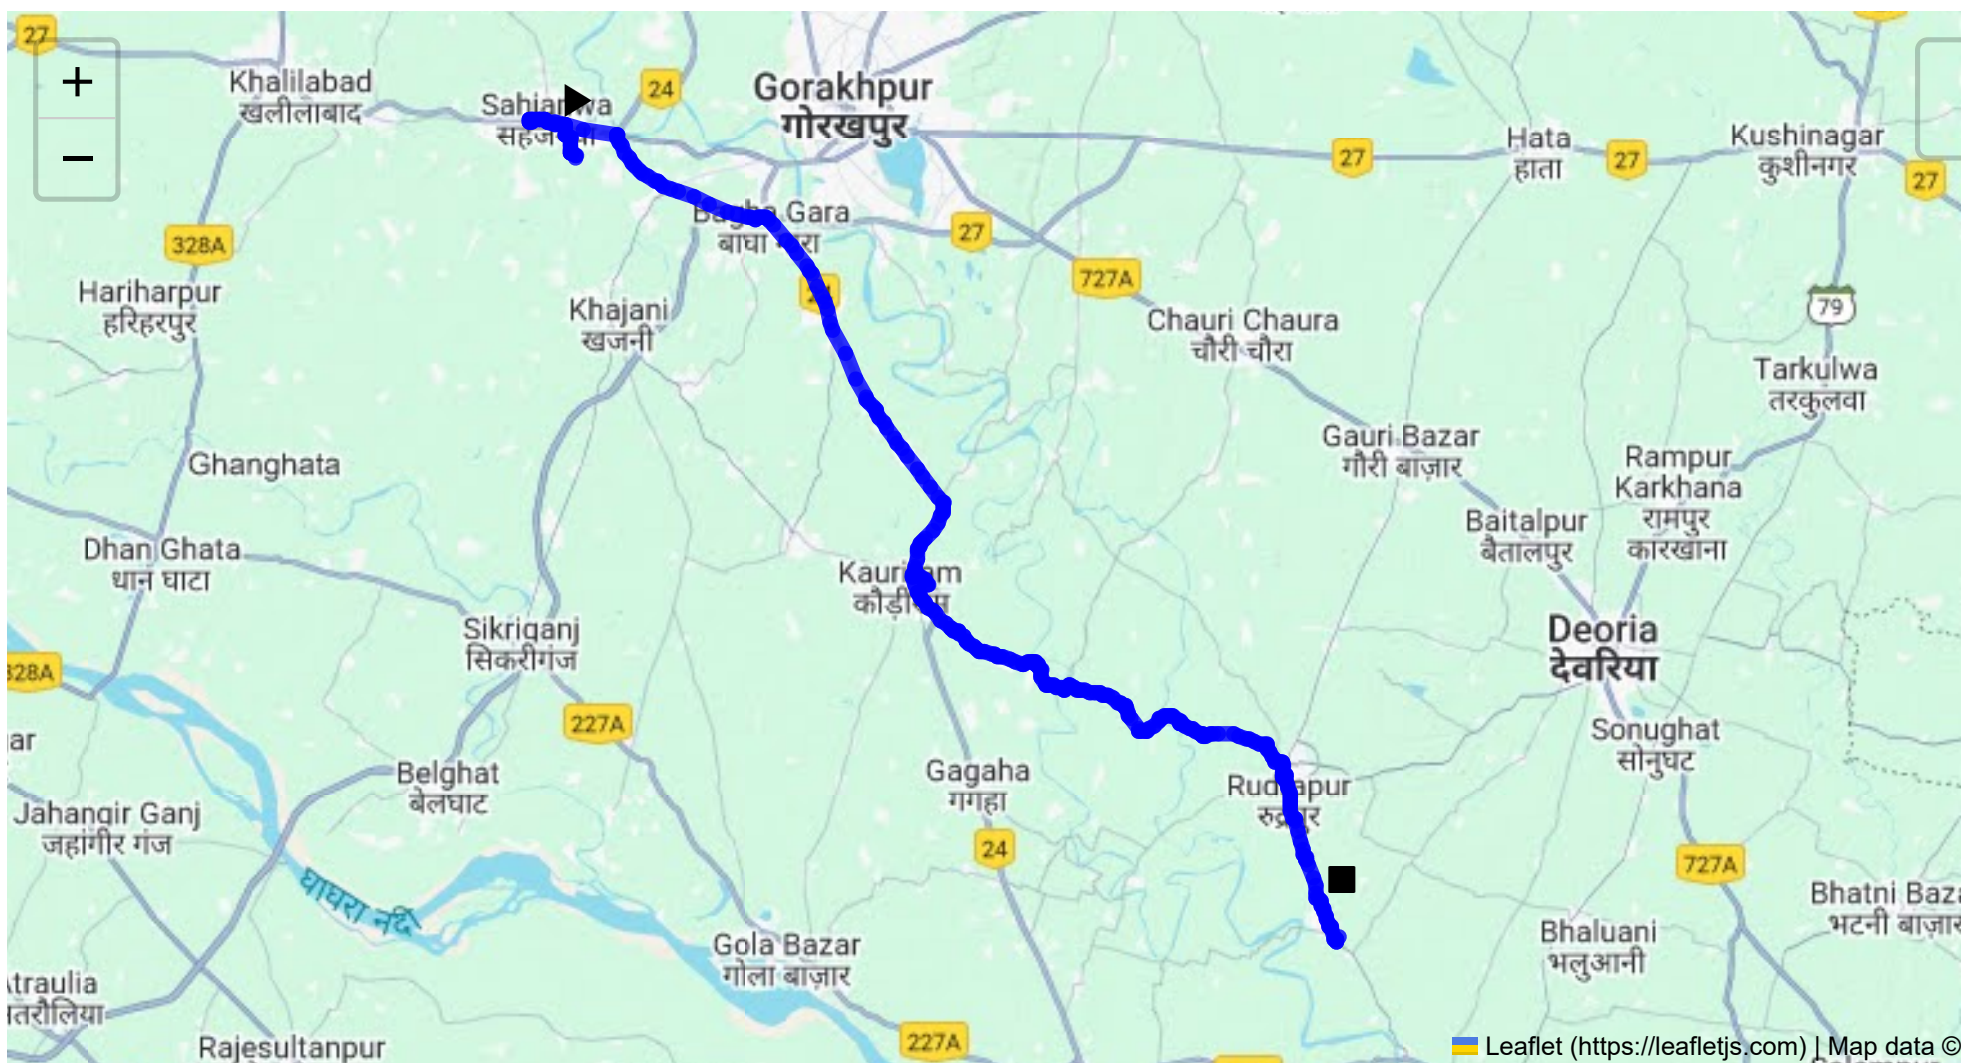 27
+
−
Khalilabad
खलीलाबाद
24
Gorakhpur
गोरखपुर
27
Hata
हाता
27
Kushinagar
कुशीनगर
27
328A
Gara
बाघा
27
727A
Hariharpur
हरिहरपुर
Khajani
खजनी
Chauri Chaura
चौरी चौरा
79
Tarkulwa
तरकुलवा
Ghanghata
Gauri Bazar
गौरी बाज़ार
Rampur
Karkhana
रामपुर
कारखाना
Baitalpur
बैतालपुर
Dhan Ghata
धान घाटा
Sikriganj
सिकरीगंज
Deoria
देवरिया
328A
227A
Sonughat
सोनुघाट
Belghat
बेलघाट
Gagaha
गगहा
Jahangir Ganj
जहांगीर गंज
24
727A
घाघरा नदी
Gola Bazar
गोला बाज़ार
Bhaluani
भलुआनी
Bhatni
भटनी बाज़ार
Rajesultanpur
227A
Leaflet (https://leafletjs.com) | Map data ©